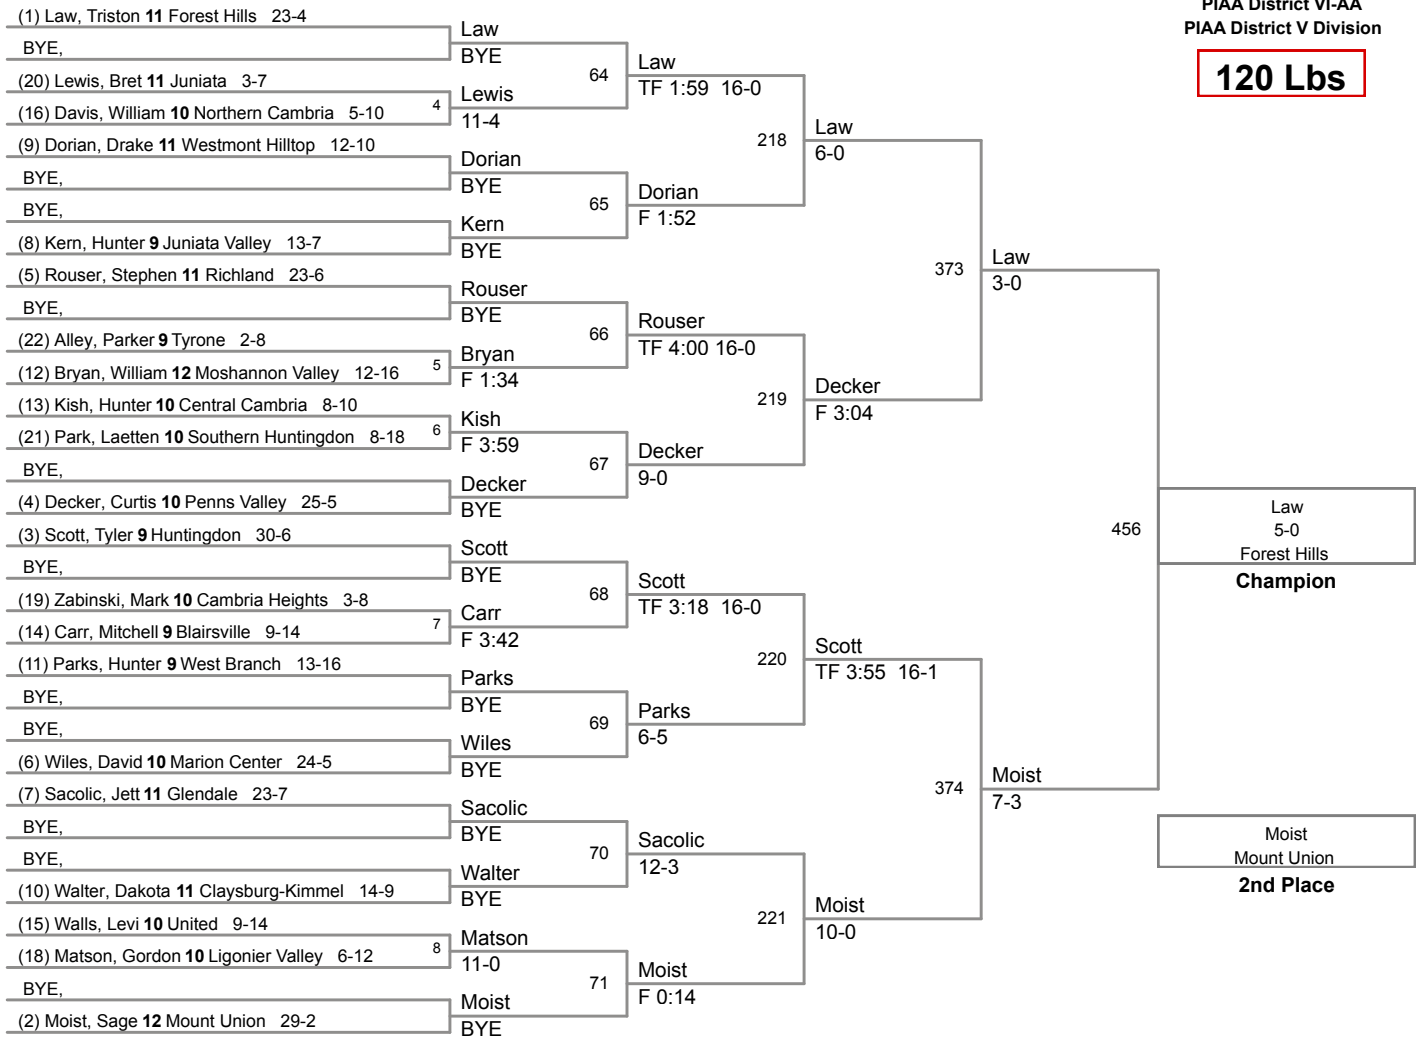 PIAA District VI-AA
PIAA District V Division
120 Lbs
(1) Law, Triston 11 Forest Hills 23-4
BYE,
(20) Lewis, Bret 11 Juniata 3-7
(16) Davis, William 10 Northern Cambria 5-10
(9) Dorian, Drake 11 Westmont Hilltop 12-10
BYE,
BYE,
(8) Kern, Hunter 9 Juniata Valley 13-7
(5) Rouser, Stephen 11 Richland 23-6
BYE,
(22) Alley, Parker 9 Tyrone 2-8
(12) Bryan, William 12 Moshannon Valley 12-16
(13) Kish, Hunter 10 Central Cambria 8-10
(21) Park, Laetten 10 Southern Huntingdon 8-18
BYE,
(4) Decker, Curtis 10 Penns Valley 25-5
(3) Scott, Tyler 9 Huntingdon 30-6
BYE,
(19) Zabinski, Mark 10 Cambria Heights 3-8
(14) Carr, Mitchell 9 Blairsville 9-14
(11) Parks, Hunter 9 West Branch 13-16
BYE,
BYE,
(6) Wiles, David 10 Marion Center 24-5
(7) Sacolic, Jett 11 Glendale 23-7
BYE,
BYE,
(10) Walter, Dakota 11 Claysburg-Kimmel 14-9
(15) Walls, Levi 10 United 9-14
(18) Matson, Gordon 10 Ligonier Valley 6-12
BYE,
(2) Moist, Sage 12 Mount Union 29-2
Law
BYE
4
Lewis
11-4
Dorian
BYE
Kern
BYE
Rouser
BYE
5
Bryan
F 1:34
6
Kish
F 3:59
Decker
BYE
Scott
BYE
7
Carr
F 3:42
Parks
BYE
Wiles
BYE
Sacolic
BYE
Walter
BYE
8
Matson
11-0
Moist
BYE
64
Law
TF 1:59 16-0
65
Dorian
F 1:52
66
Rouser
TF 4:00 16-0
67
Decker
9-0
68
Scott
TF 3:18 16-0
69
Parks
6-5
70
Sacolic
12-3
71
Moist
F 0:14
218
Law
6-0
219
Decker
F 3:04
220
Scott
TF 3:55 16-1
221
Moist
10-0
373
Law
3-0
374
Moist
7-3
456
Law
5-0
Forest Hills
Champion
Moist
Mount Union
2nd Place